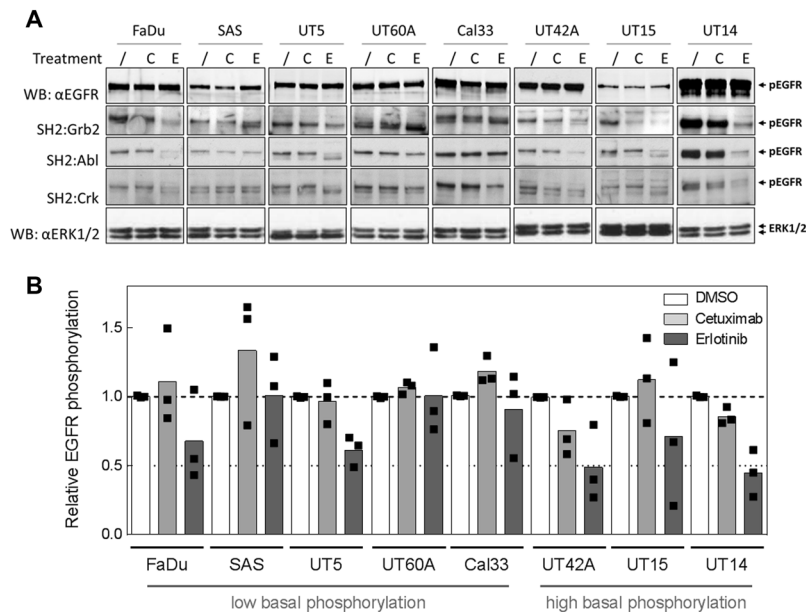 A
FaDu SAS UT5 UT60A Cal33 UT42A UT15 UT14
Treatment / C E / C E / C E / C E / C E / C E / C E / C E
WB: αEGFR pEGFR
SH2:Grb2 pEGFR
SH2:Abl pEGFR
SH2:Crk pEGFR
WB: αERK1/2 ERK1/2
B
Relative EGFR phosphorylation
DMSO
Cetuximab
Erlotinib
1.5
1.0
0.5
0.0
FaDu SAS UT5 UT60A Cal33 UT42A UT15 UT14
low basal phosphorylation high basal phosphorylation